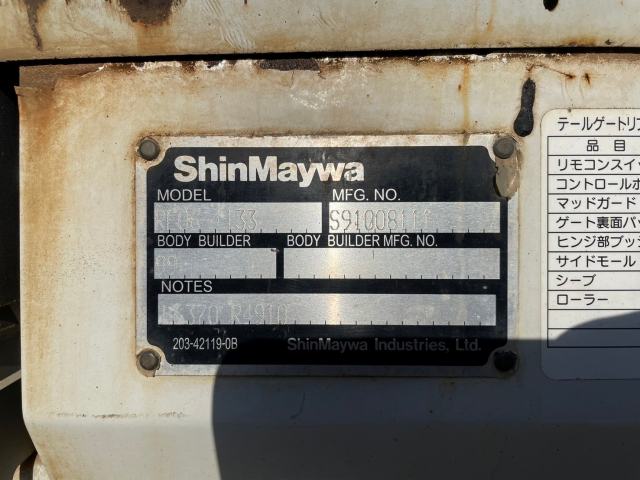 ShinMaywa
MODEL
MFG. NO.
BODY BUILDER
BODY BUILDER MFG. NO.
NOTES
R4910
203-42119-0B
ShinMaywa Industries, Ltd.
テールゲートリフ
品 目
リモコンスイッ
コントロールボ
マッドガード
ゲート裏面パッ
ヒンジ部ブッシ
サイドモール
シーブ
ローラー